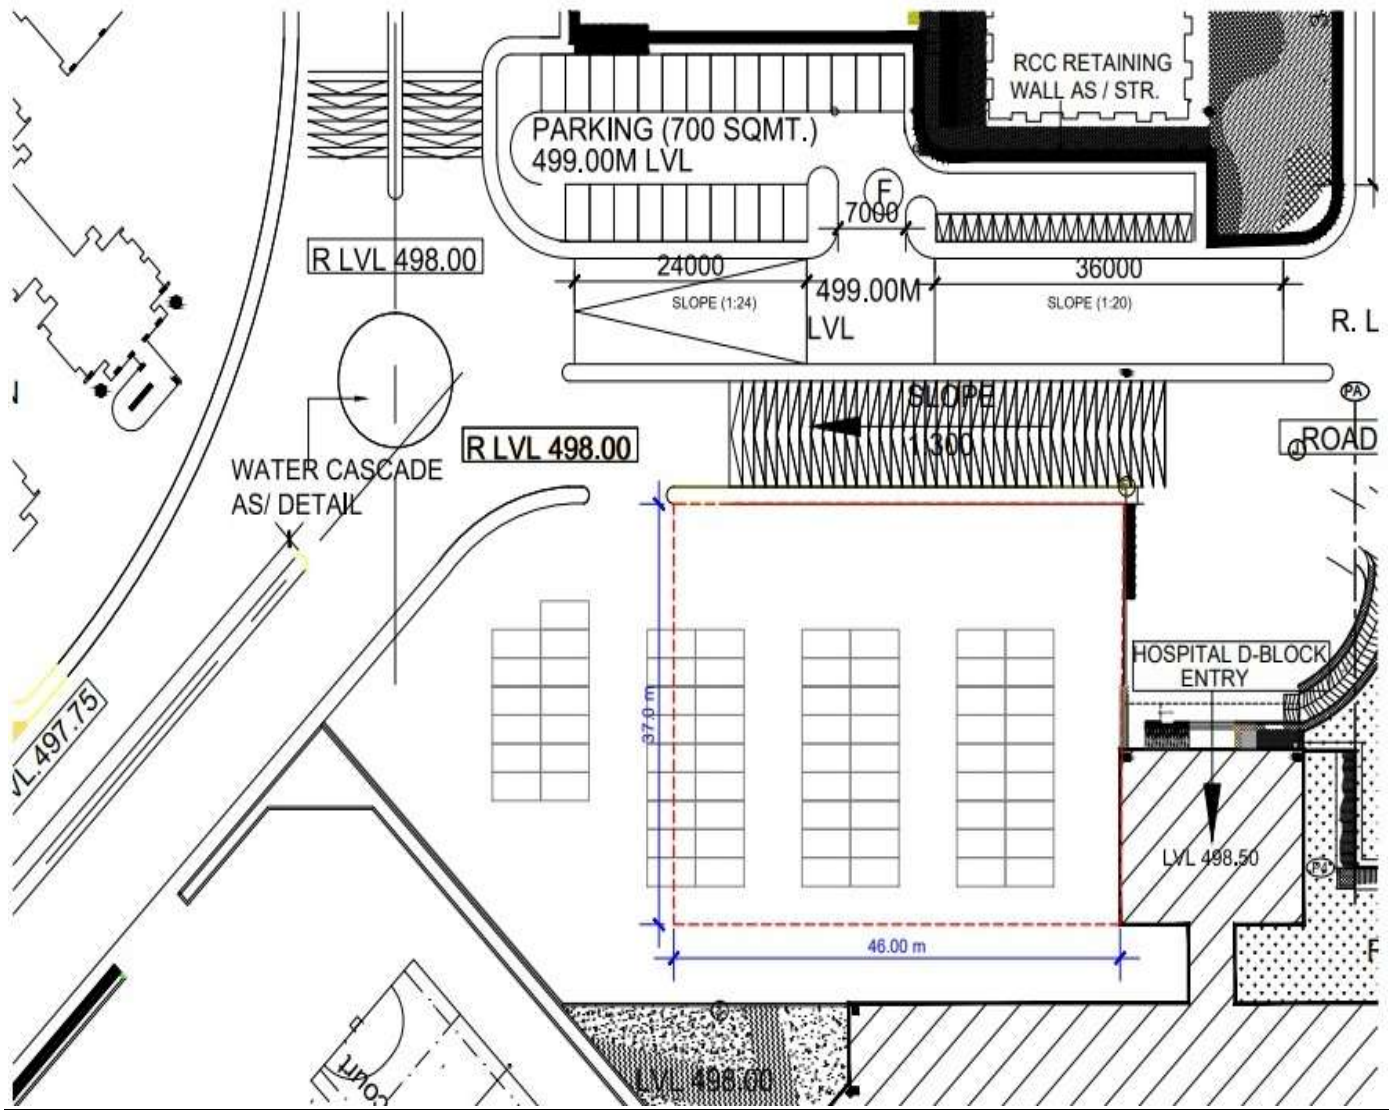 RCC RETAINING
WALL AS / STR.
PARKING (700 SQMT.)
499.00M LVL
F
7000
R LVL 498.00
24000
36000
SLOPE (1:24)
499.00M
LVL
SLOPE (1:20)
R. L
PA
SLOPE
1:300
ROAD
R LVL 498.00
WATER CASCADE
AS/ DETAIL
HOSPITAL D-BLOCK
ENTRY
VL. 497.75
37.0 m
LVL 498.50
P4
46.00 m
court
LVL 498.00